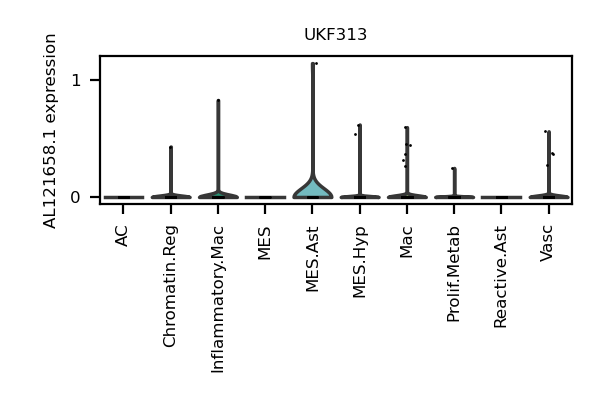 UKF313
AL121658.1 expression
1
0
AC
Chromatin.Reg
Inflammatory.Mac
MES
MES.Ast
MES.Hyp
Mac
Prolif.Metab
Reactive.Ast
Vasc